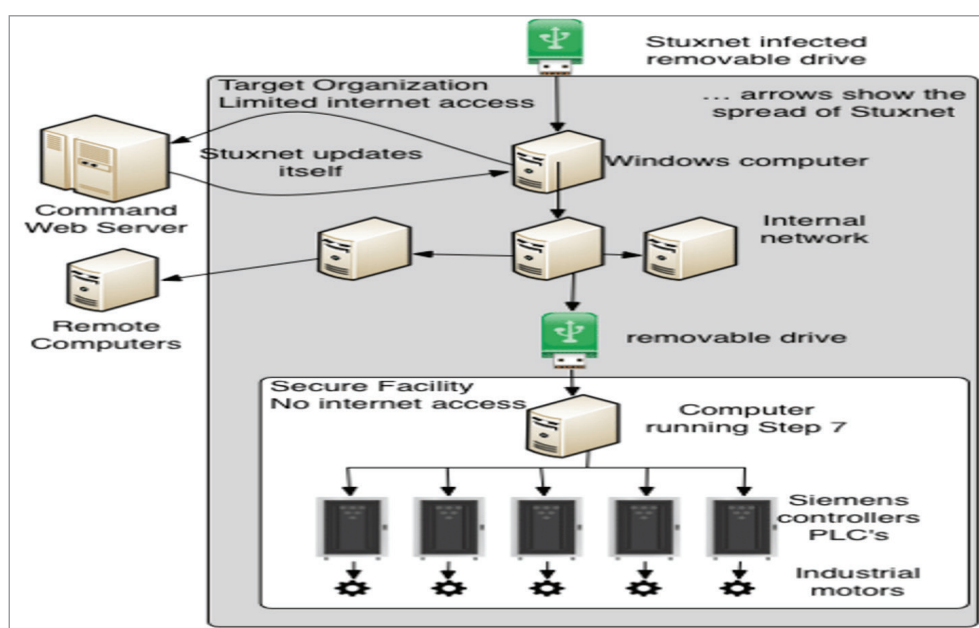 Stuxnet infected
removable drive
Target Organization
Limited internet access
... arrows show the
spread of Stuxnet
Stuxnet updates
itself
Windows computer
Command
Web Server
Internal
network
Remote
Computers
removable drive
Secure Facility
No internet access
Computer
running Step 7
Siemens
controllers
PLC's
Industrial
motors